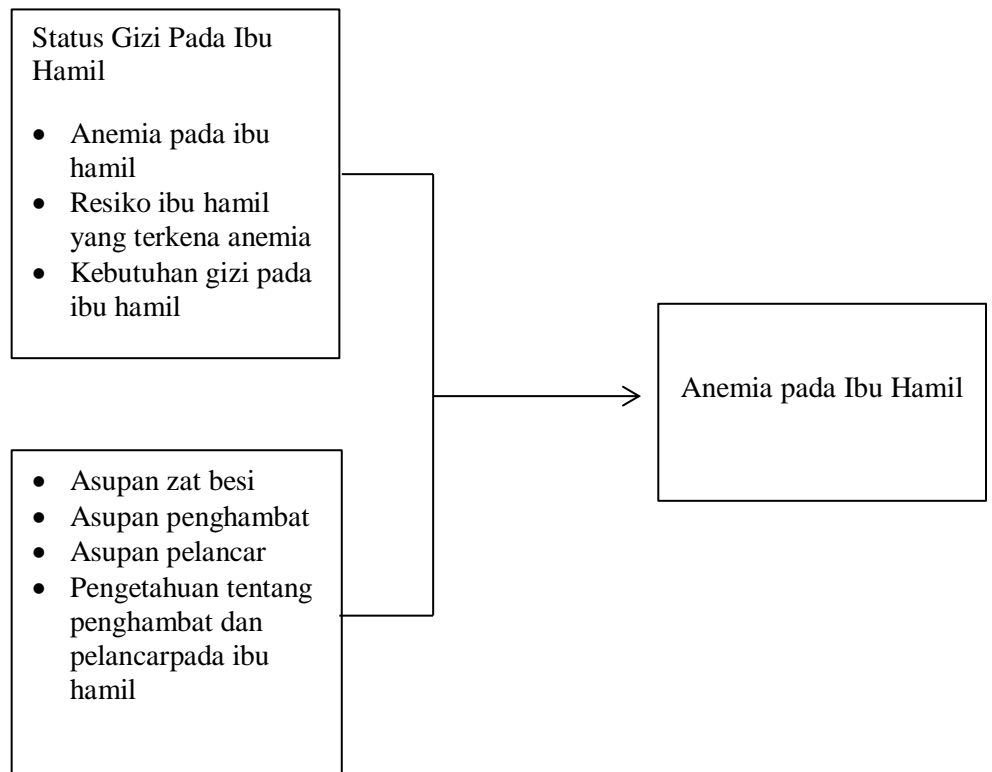 Status Gizi Pada Ibu
Hamil
• Anemia pada ibu
hamil
• Resiko ibu hamil
yang terkena anemia
• Kebutuhan gizi pada
ibu hamil
Anemia pada Ibu Hamil
• Asupan zat besi
• Asupan penghambat
• Asupan pelancar
• Pengetahuan tentang
penghambat dan
pelancarpada ibu
hamil